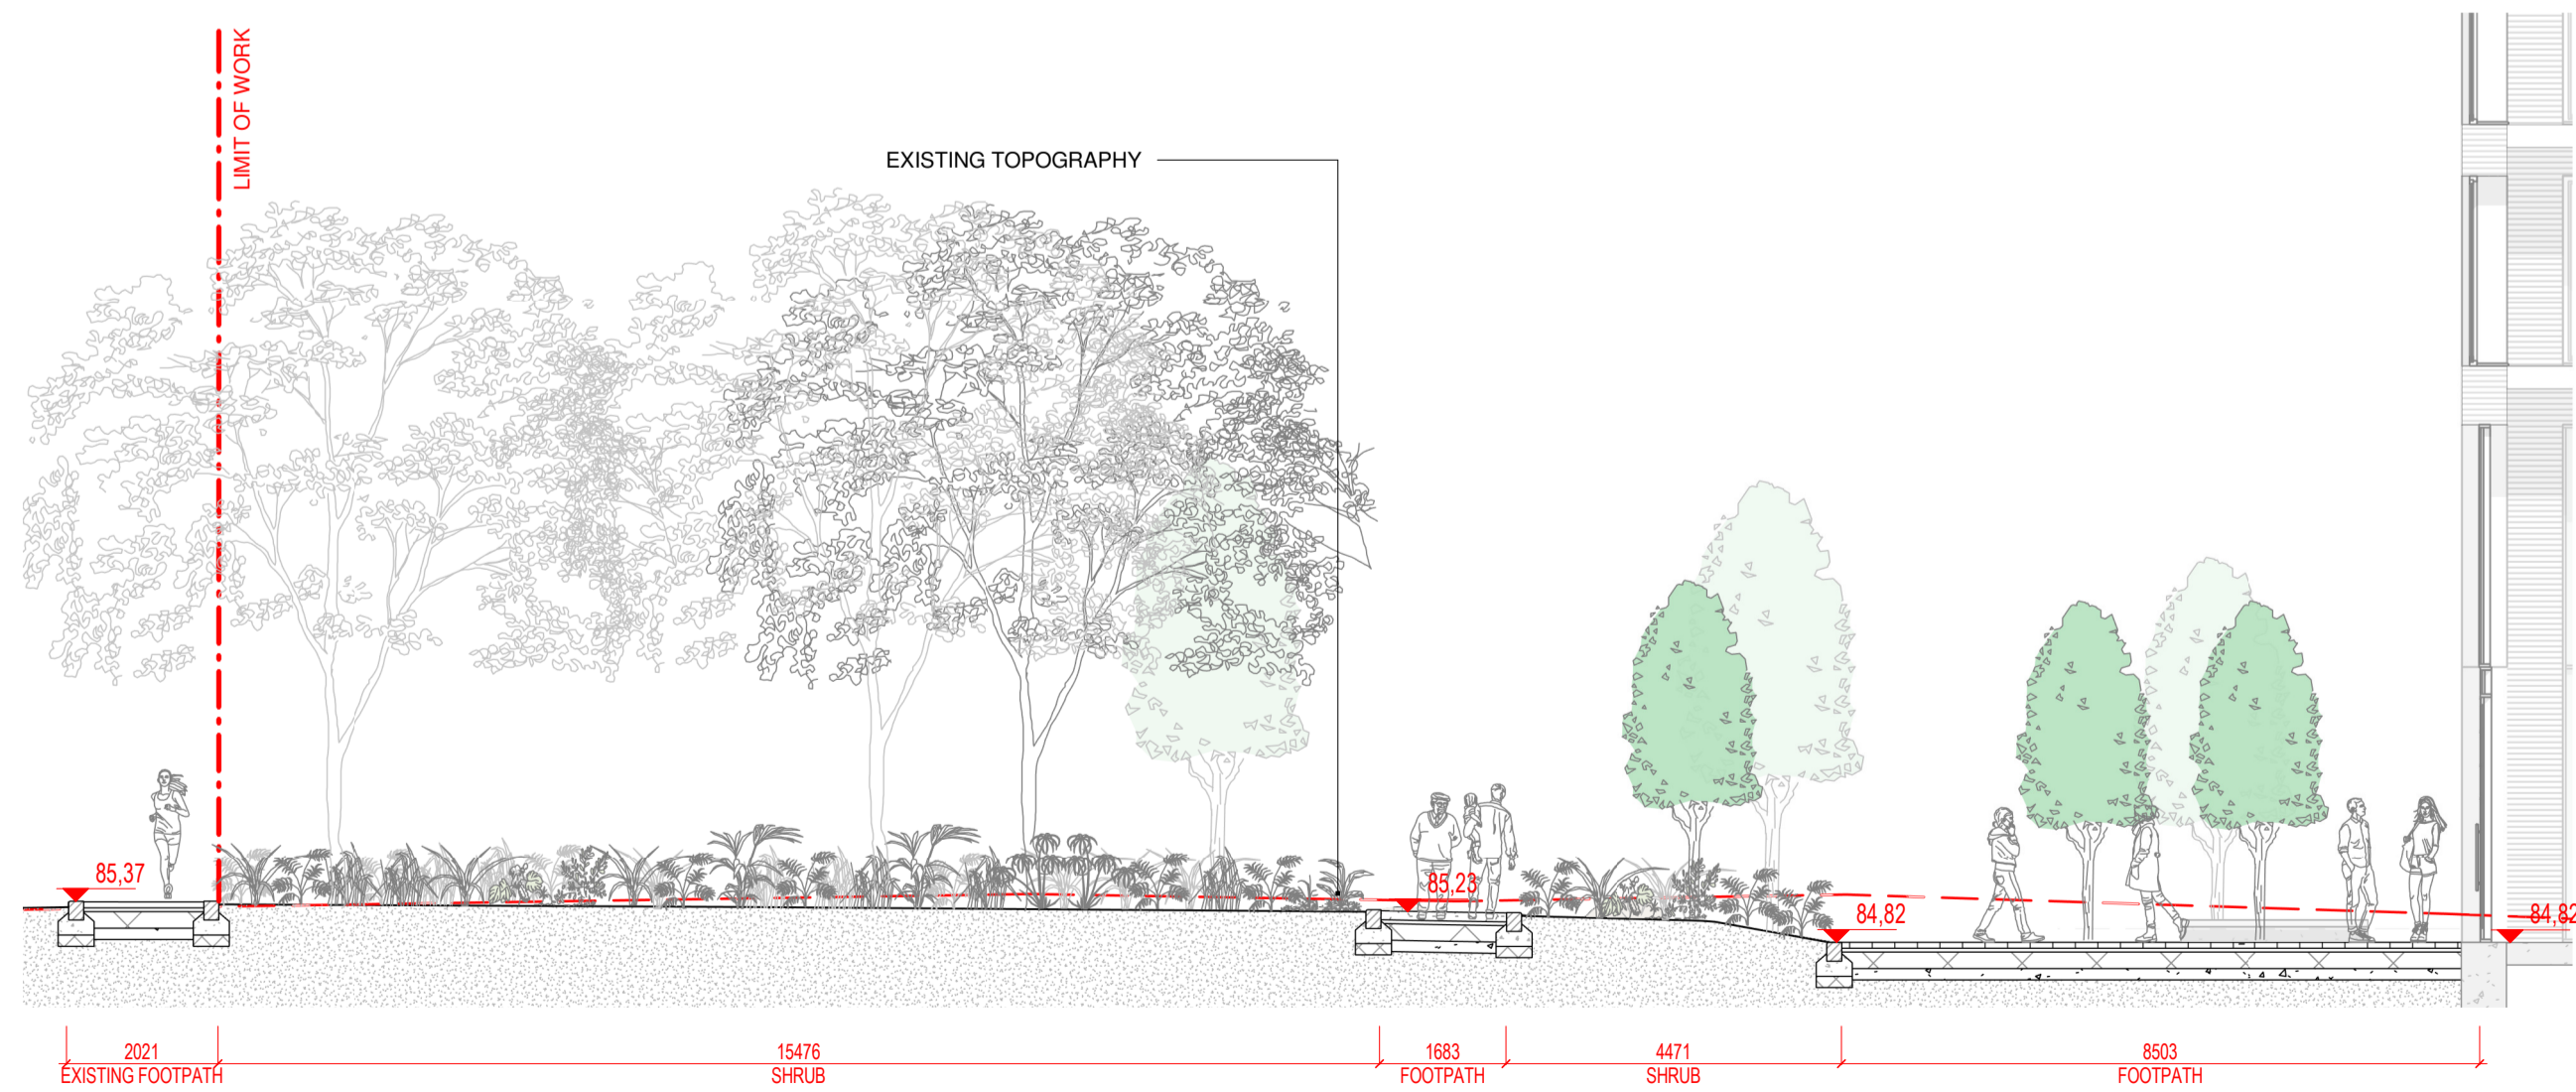 LIMIT OF WORK
EXISTING TOPOGRAPHY
85,37
85,23
84,82
84,82
2021
15476
1683
4471
8503
EXISTING FOOTPATH
SHRUB
FOOTPATH
SHRUB
FOOTPATH